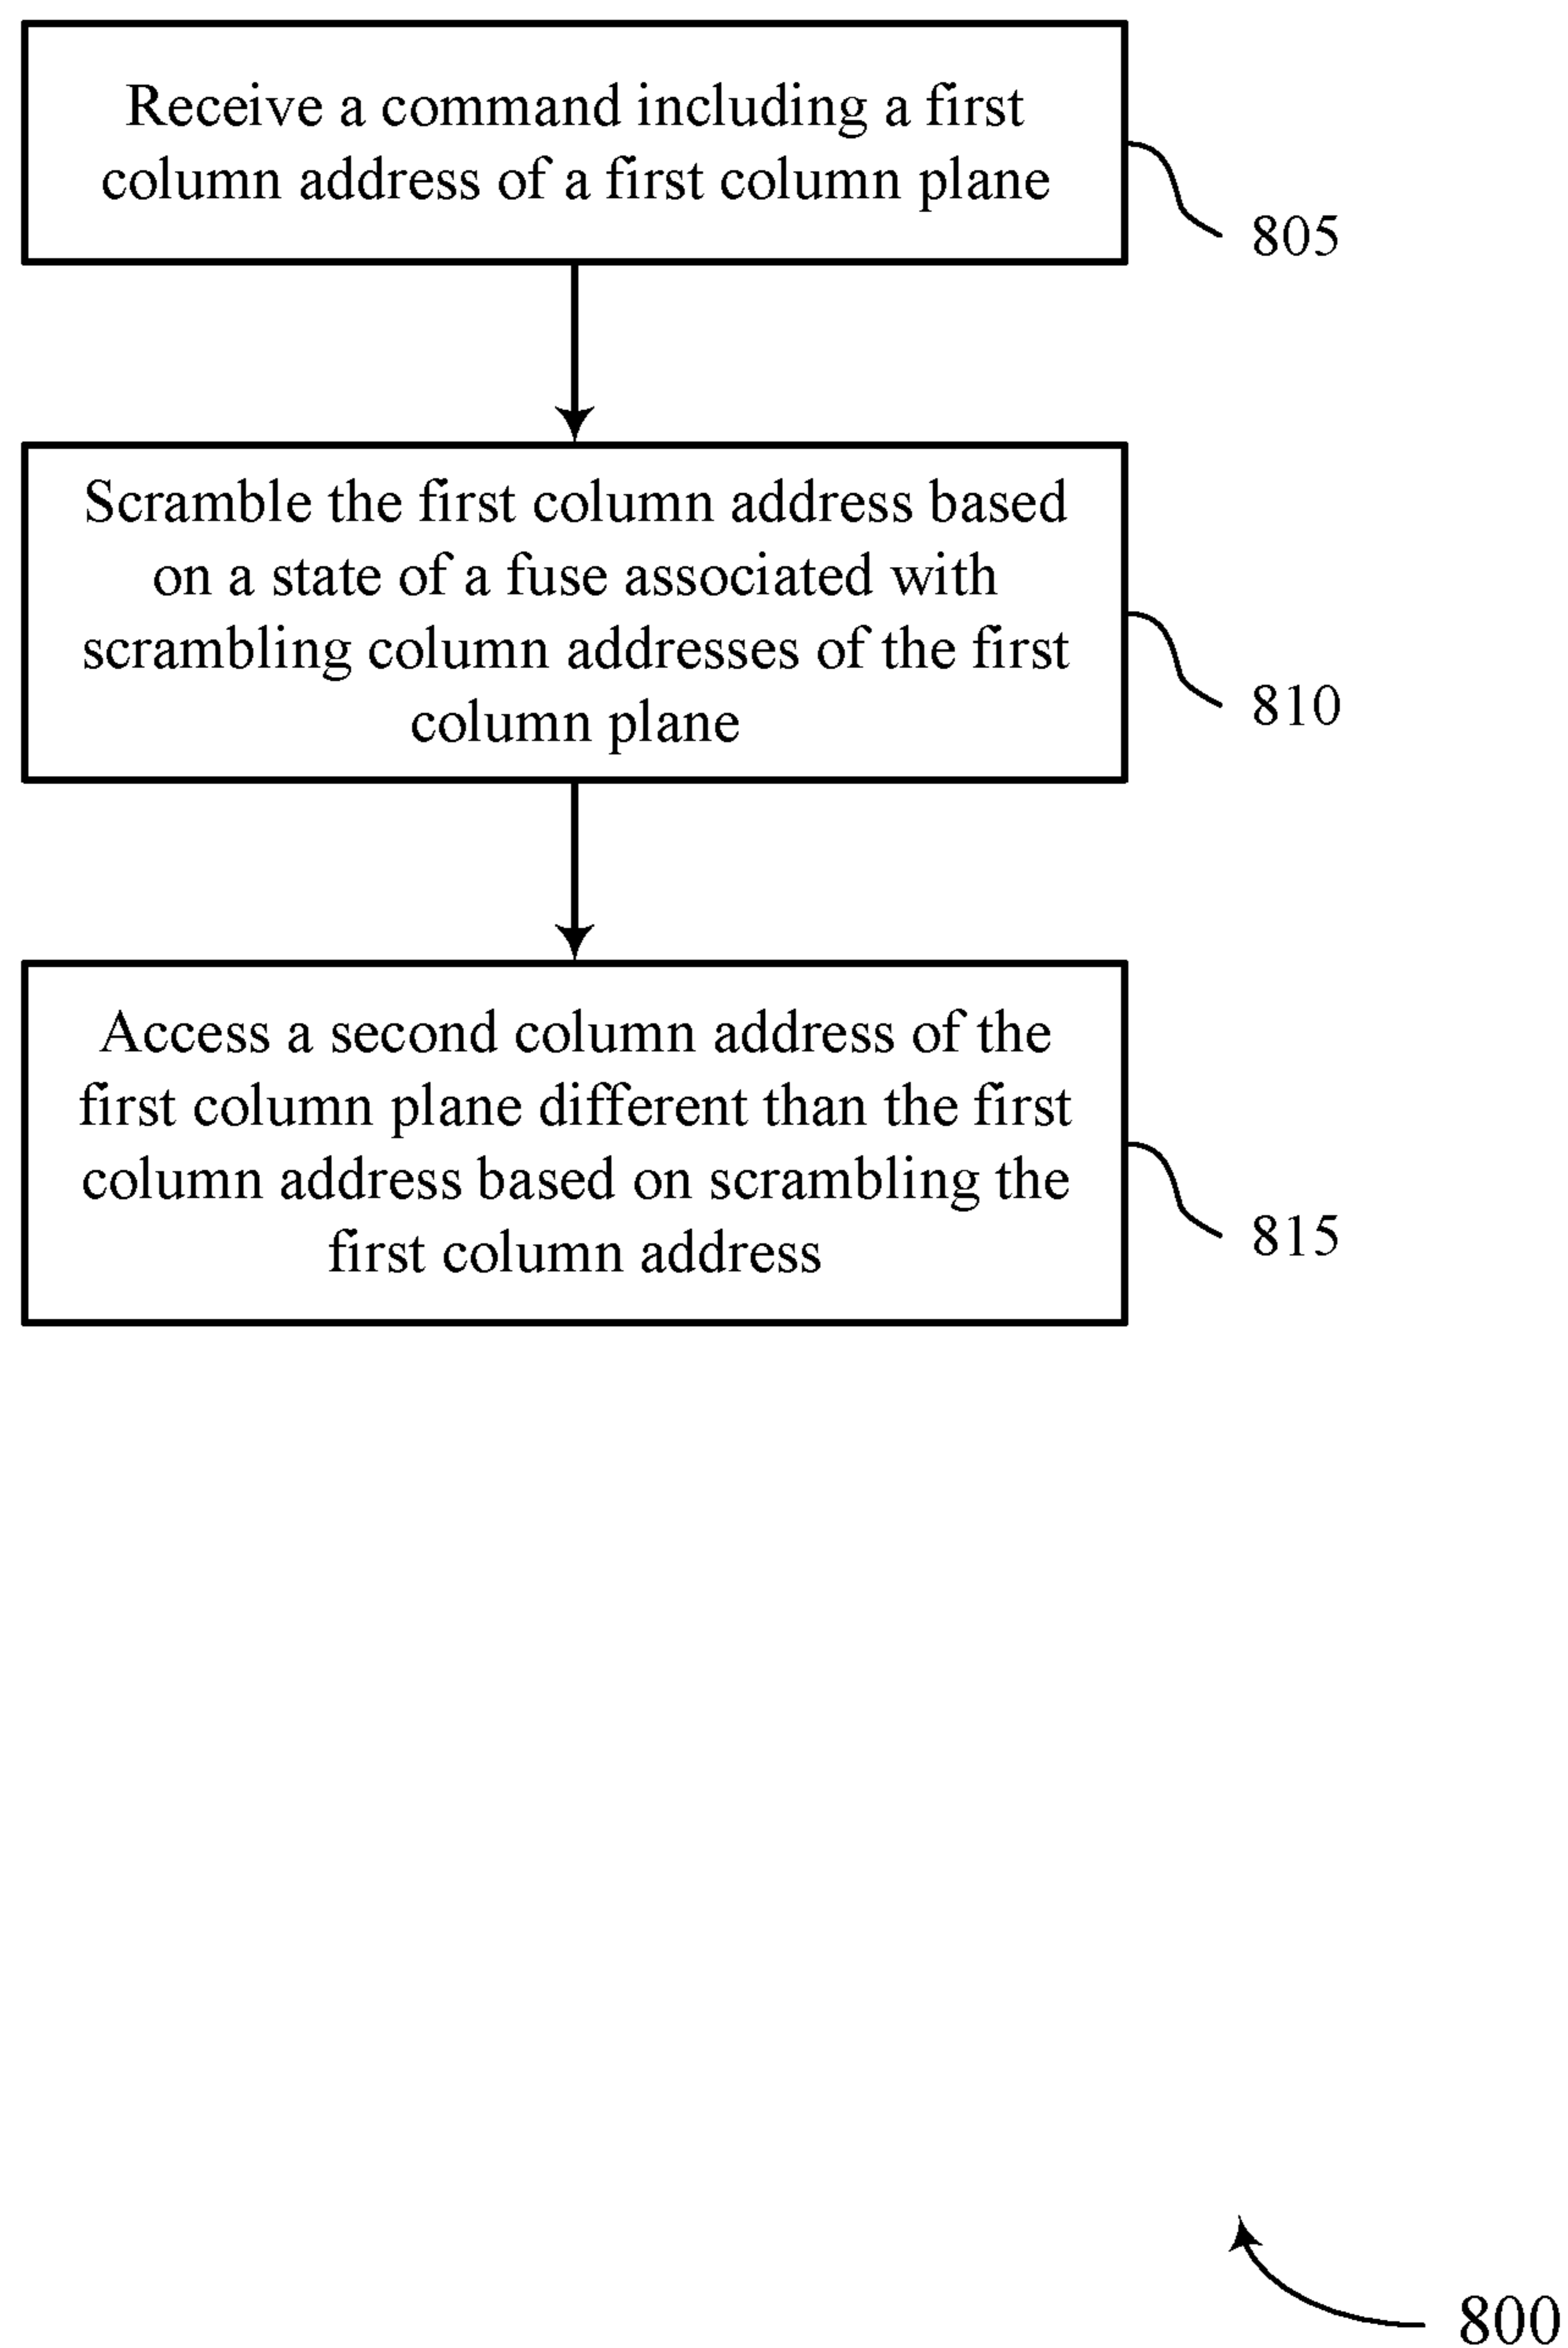 Receive a command including a first
column address of a first column plane
805
Scramble the first column address based
on a state of a fuse associated with
scrambling column addresses of the first
column plane
810
Access a second column address of the
first column plane different than the first
column address based on scrambling the
first column address
815
800